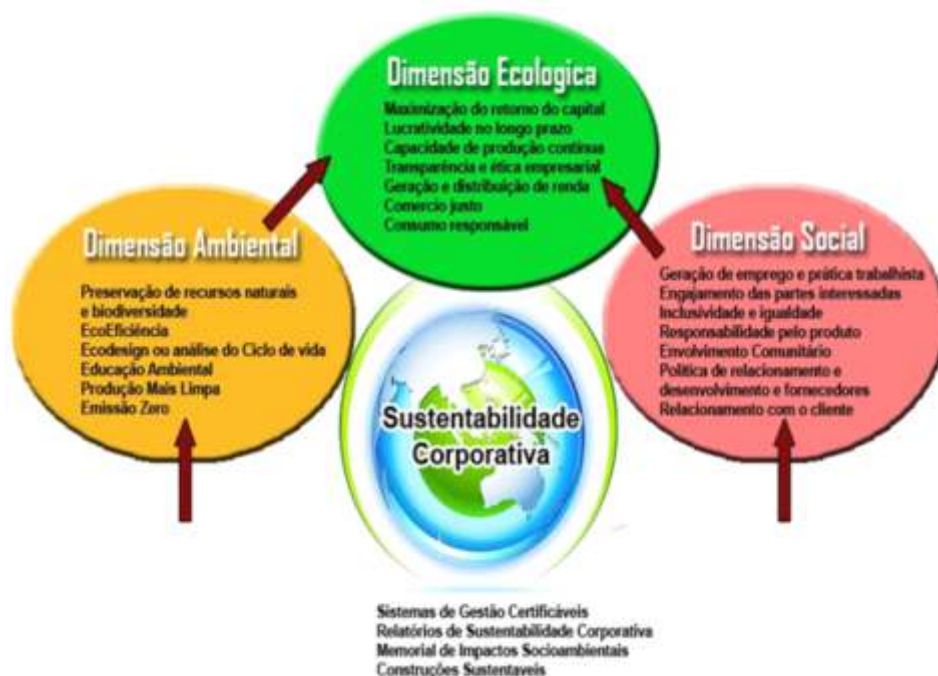 Dimensão Ecologica
Maximização do retorno do capital
Lucratividade no longo prazo
Capacidade de produção contínua
Transparência e ética empresarial
Geração e distribuição de renda
Comercio justo
Consumo responsável
Dimensão Ambiental
Preservação de recursos naturais
e biodiversidade
EcoEficiência
Ecodesign ou análise do Ciclo de vida
Educação Ambiental
Produção Mais Limpa
Emissão Zero
Dimensão Social
Geração de emprego e prática trabalhista
Engajamento das partes interessadas
Inclusividade e igualdade
Responsabilidade pelo produto
Envolvimento Comunitário
Política de relacionamento e
desenvolvimento e fornecedores
Relacionamento com o cliente
Sustentabilidade
Corporativa
Sistemas de Gestão Certificáveis
Relatórios de Sustentabilidade Corporativa
Memorial de Impactos Socioambientais
Construções Sustentaveis